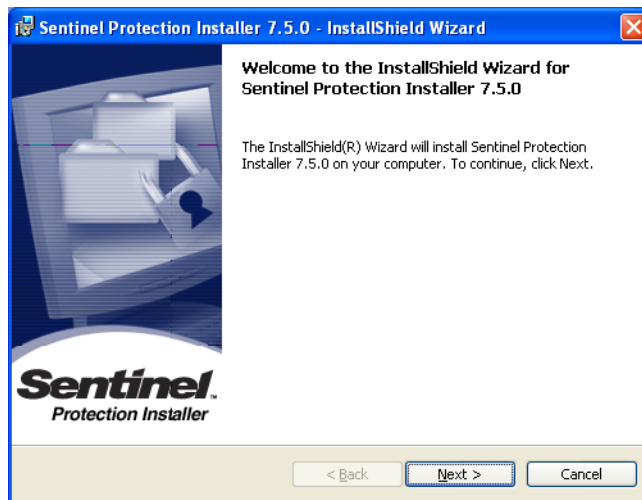 Sentinel Protection Installer 7.5.0 - InstallShield Wizard
Welcome to the InstallShield Wizard for
Sentinel Protection Installer 7.5.0
The InstallShield(R) Wizard will install Sentinel Protection
Installer 7.5.0 on your computer. To continue, click Next.
Sentinel™
Protection Installer
< Back
Next >
Cancel